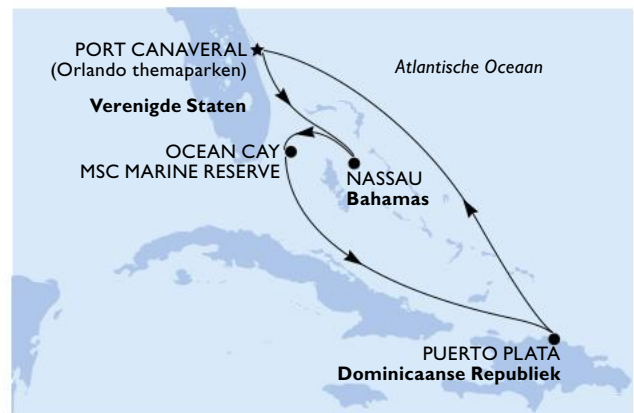 PORT CANAVERAL
(Orlando themaparken)
Verenigde Staten
Atlantische Oceaan
OCEAN CAY
MSC MARINE RESERVE
NASSAU
Bahamas
PUERTO PLATA
Dominicaanse Republiek